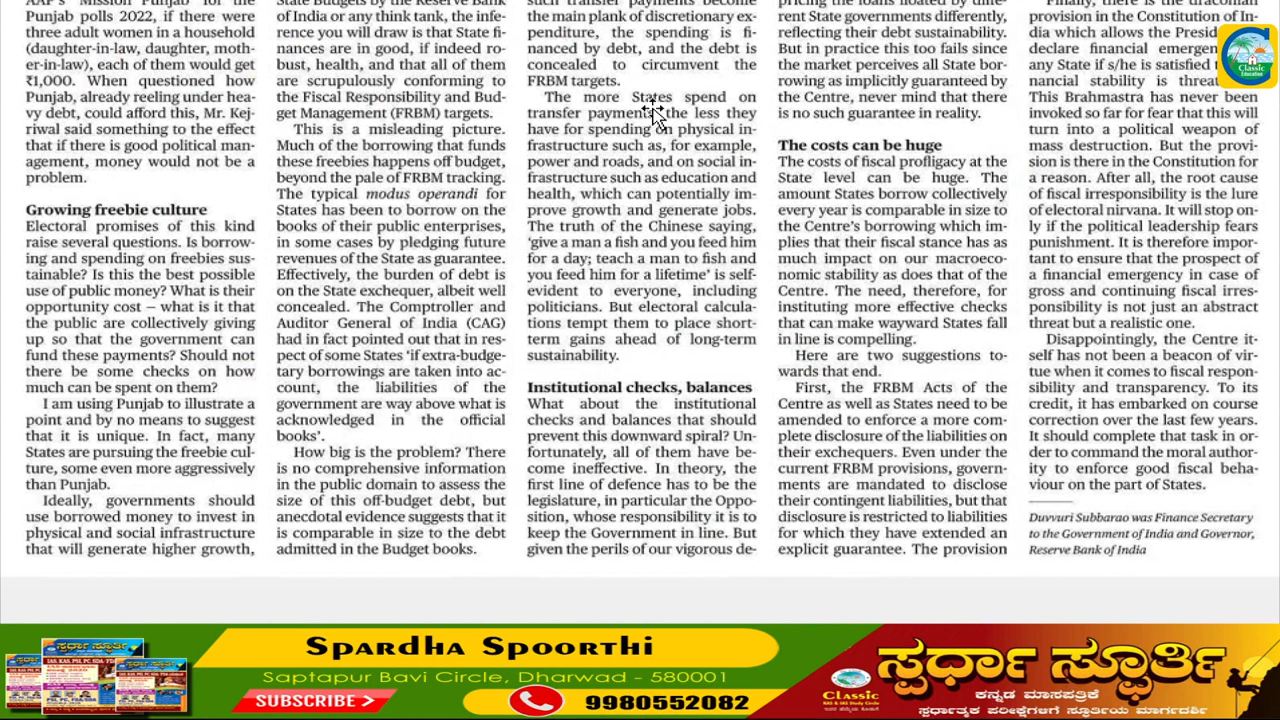 AAP's 'Mission Punjab' for the
Punjab polls 2022, if there were
three adult women in a household
(daughter-in-law, daughter, moth-
er-in-law), each of them would get
₹1,000. When questioned how
Punjab, already reeling under hea-
vy debt, could afford this, Mr. Kej-
riwal said something to the effect
that if there is good political man-
agement, money would not be a
problem.
Growing freebie culture
Electoral promises of this kind
raise several questions. Is borrow-
ing and spending on freebies sus-
tainable? Is this the best possible
use of public money? What is their
opportunity cost — what is it that
the public are collectively giving
up so that the government can
fund these payments? Should not
there be some checks on how
much can be spent on them?
I am using Punjab to illustrate a
point and by no means to suggest
that it is unique. In fact, many
States are pursuing the freebie cul-
ture, some even more aggressively
than Punjab.
Ideally, governments should
use borrowed money to invest in
physical and social infrastructure
that will generate higher growth,
State Budgets by the Reserve Bank
of India or any think tank, the infe-
rence you will draw is that State fi-
nances are in good, if indeed ro-
bust, health, and that all of them
are scrupulously conforming to
the Fiscal Responsibility and Bud-
get Management (FRBM) targets.
This is a misleading picture.
Much of the borrowing that funds
these freebies happens off budget,
beyond the pale of FRBM tracking.
The typical modus operandi for
States has been to borrow on the
books of their public enterprises,
in some cases by pledging future
revenues of the State as guarantee.
Effectively, the burden of debt is
on the State exchequer, albeit well
concealed. The Comptroller and
Auditor General of India (CAG)
had in fact pointed out that in res-
pect of some States 'if extra-budge-
tary borrowings are taken into ac-
count, the liabilities of the
government are way above what is
acknowledged in the official
books'.
How big is the problem? There
is no comprehensive information
in the public domain to assess the
size of this off-budget debt, but
anecdotal evidence suggests that it
is comparable in size to the debt
admitted in the Budget books.
such transfer payments become
the main plank of discretionary ex-
penditure, the spending is fi-
nanced by debt, and the debt is
concealed to circumvent the
FRBM targets.
The more States spend on
transfer payments, the less they
have for spending on physical in-
frastructure such as, for example,
power and roads, and on social in-
frastructure such as education and
health, which can potentially im-
prove growth and generate jobs.
The truth of the Chinese saying,
'give a man a fish and you feed him
for a day; teach a man to fish and
you feed him for a lifetime' is self-
evident to everyone, including
politicians. But electoral calcula-
tions tempt them to place short-
term gains ahead of long-term
sustainability.
Institutional checks, balances
What about the institutional
checks and balances that should
prevent this downward spiral? Un-
fortunately, all of them have be-
come ineffective. In theory, the
first line of defence has to be the
legislature, in particular the Oppo-
sition, whose responsibility it is to
keep the Government in line. But
given the perils of our vigorous de-
pricing the loans floated by diffe-
rent State governments differently,
reflecting their debt sustainability.
But in practice this too fails since
the market perceives all State bor-
rowing as implicitly guaranteed by
the Centre, never mind that there
is no such guarantee in reality.
The costs can be huge
The costs of fiscal profligacy at the
State level can be huge. The
amount States borrow collectively
every year is comparable in size to
the Centre's borrowing which im-
plies that their fiscal stance has as
much impact on our macroeco-
nomic stability as does that of the
Centre. The need, therefore, for
instituting more effective checks
that can make wayward States fall
in line is compelling.
Here are two suggestions to-
wards that end.
First, the FRBM Acts of the
Centre as well as States need to be
amended to enforce a more com-
plete disclosure of the liabilities on
their exchequers. Even under the
current FRBM provisions, govern-
ments are mandated to disclose
their contingent liabilities, but that
disclosure is restricted to liabilities
for which they have extended an
explicit guarantee. The provision
Finally, there is the draconian
provision in the Constitution of In-
dia which allows the Presid
declare financial emergen
any State if s/he is satisfied
nancial stability is threat
This Brahmastra has never been
invoked so far for fear that this will
turn into a political weapon of
mass destruction. But the provi-
sion is there in the Constitution for
a reason. After all, the root cause
of fiscal irresponsibility is the lure
of electoral nirvana. It will stop on-
ly if the political leadership fears
punishment. It is therefore impor-
tant to ensure that the prospect of
a financial emergency in case of
gross and continuing fiscal irres-
ponsibility is not just an abstract
threat but a realistic one.
Disappointingly, the Centre it-
self has not been a beacon of vir-
tue when it comes to fiscal respon-
sibility and transparency. To its
credit, it has embarked on course
correction over the last few years.
It should complete that task in or-
der to command the moral author-
ity to enforce good fiscal beha-
viour on the part of States.
Duvvuri Subbarao was Finance Secretary
to the Government of India and Governor,
Reserve Bank of India
Classic
Education
Spardha Spoorthi
Saptapur Bavi Circle, Dharwad - 580001
SUBSCRIBE >
9980552082
Classic
ಸ್ಪರ್ಧಾ ಸ್ಫೂರ್ತಿ
ಕನ್ನಡ ಮಾಸಪತ್ರಿಕೆ
ಸ್ಪರ್ಧಾತ್ಮಕ ಪರೀಕ್ಷೆಗಳಿಗೆ ಸ್ಫೂರ್ತಿಯ ಮಾರ್ಗದರ್ಶಿ